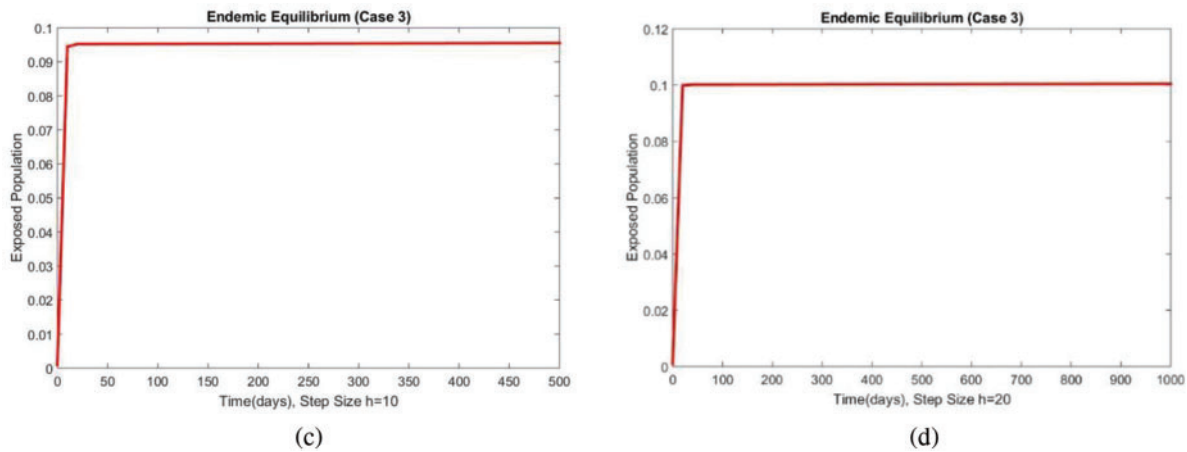 Endemic Equilibrium (Case 3)
0.1
0.09
0.08
0.07
0.06
0.05
0.04
0.03
0.02
0.01
0
Exposed Population
0 50 100 150 200 250 300 350 400 450 500
Time(days), Step Size h=10
(c)
Endemic Equilibrium (Case 3)
0.12
0.1
0.08
0.06
0.04
0.02
0
Exposed Population
0 100 200 300 400 500 600 700 800 900 1000
Time(days), Step Size h=20
(d)